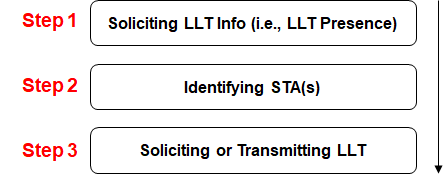 Step 1 Soliciting LLT Info (i.e., LLT Presence)
Step 2 Identifying STA(s)
Step 3 Soliciting or Transmitting LLT